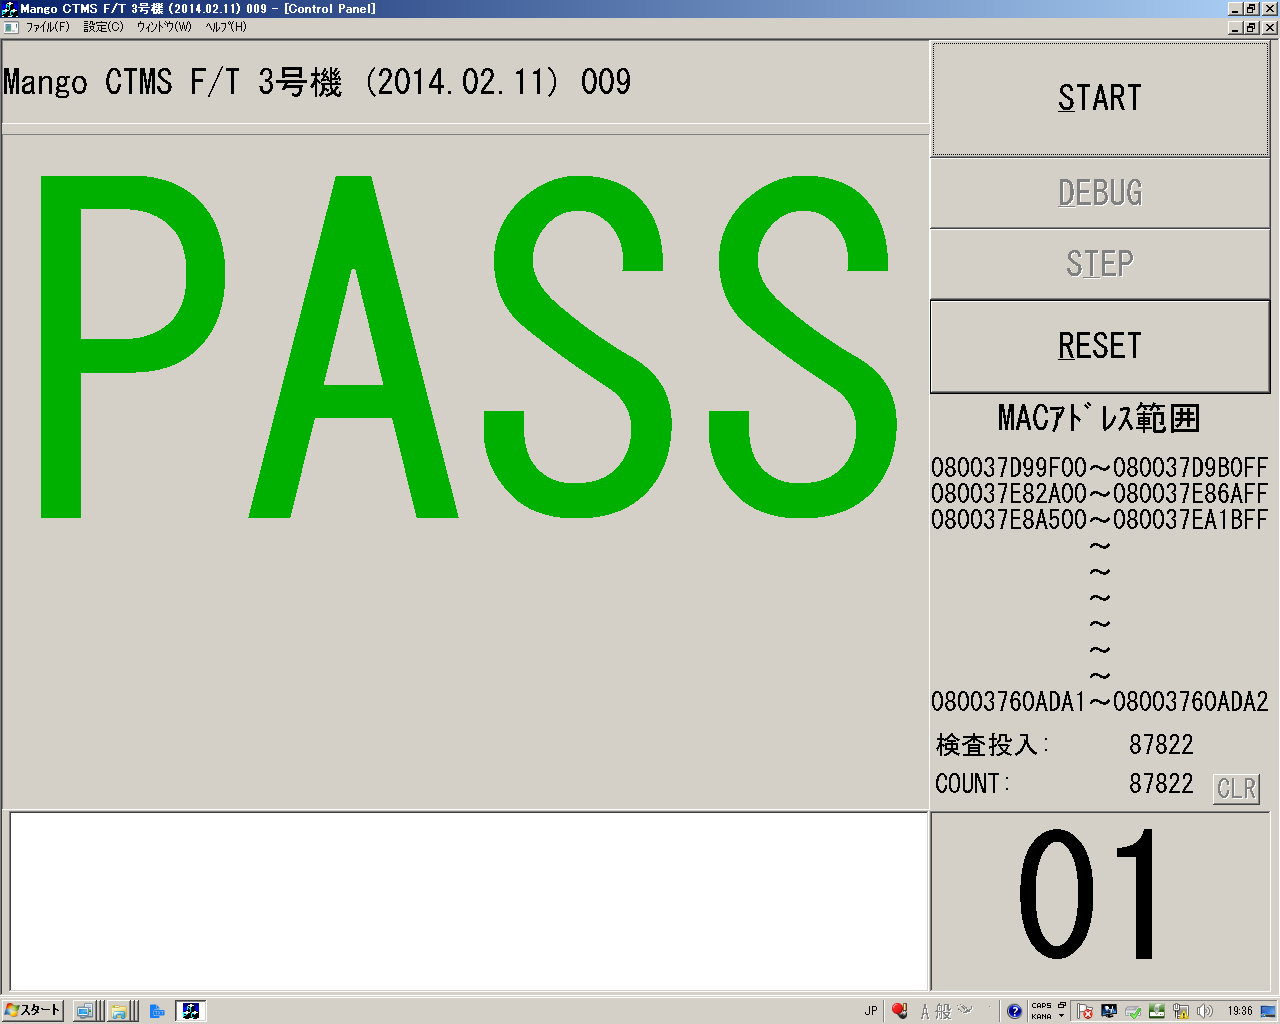 Mango CTMS F/T 3号機 (2014.02.11) 009 - [Control Panel]
ファイル(F) 設定(C) ウィンドウ(W) ヘルプ(H)
Mango CTMS F/T 3号機 (2014.02.11) 009
PASS
START
DEBUG
STEP
RESET
MACアドレス範囲
080037D99F00～080037D9B0FF
080037E82A00～080037E86AFF
080037E8A500～080037EA1BFF
～
～
～
～
～
～
08003760ADA1～08003760ADA2
検査投入: 87822
COUNT: 87822 CLR
01
スタート JP A 般 CAPS KANA 19:36